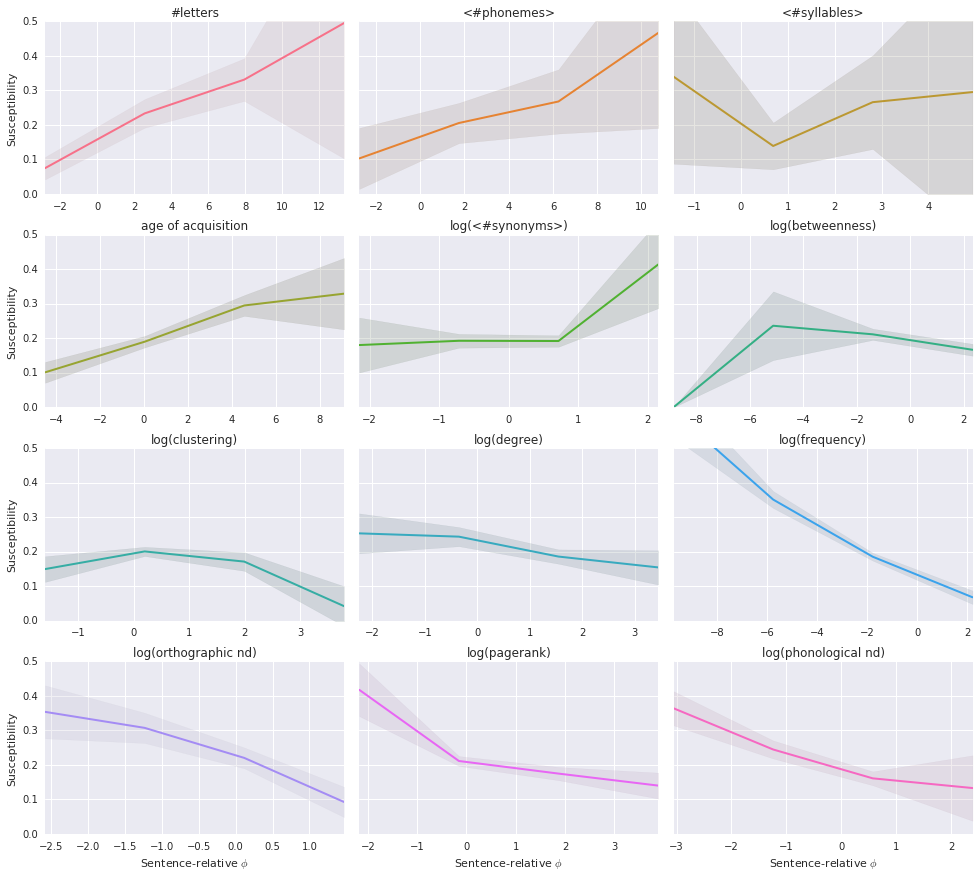 #letters
<#phonemes>
<#syllables>
Susceptibility
0.5
0.4
0.3
0.2
0.1
0.0
−2 0 2 4 6 8 10 12
−2 0 2 4 6 8 10
−1 0 1 2 3 4
age of acquisition
log(<#synonyms>)
log(betweenness)
Susceptibility
0.5
0.4
0.3
0.2
0.1
0.0
−4 −2 0 2 4 6 8
−2 −1 0 1 2
−8 −6 −4 −2 0 2
log(clustering)
log(degree)
log(frequency)
Susceptibility
0.5
0.4
0.3
0.2
0.1
0.0
−1 0 1 2 3
−2 −1 0 1 2 3
−8 −6 −4 −2 0 2
log(orthographic nd)
log(pagerank)
log(phonological nd)
Susceptibility
0.5
0.4
0.3
0.2
0.1
0.0
−2.5 −2.0 −1.5 −1.0 −0.5 0.0 0.5 1.0
−2 −1 0 1 2 3
−3 −2 −1 0 1 2
Sentence-relative ϕ
Sentence-relative ϕ
Sentence-relative ϕ